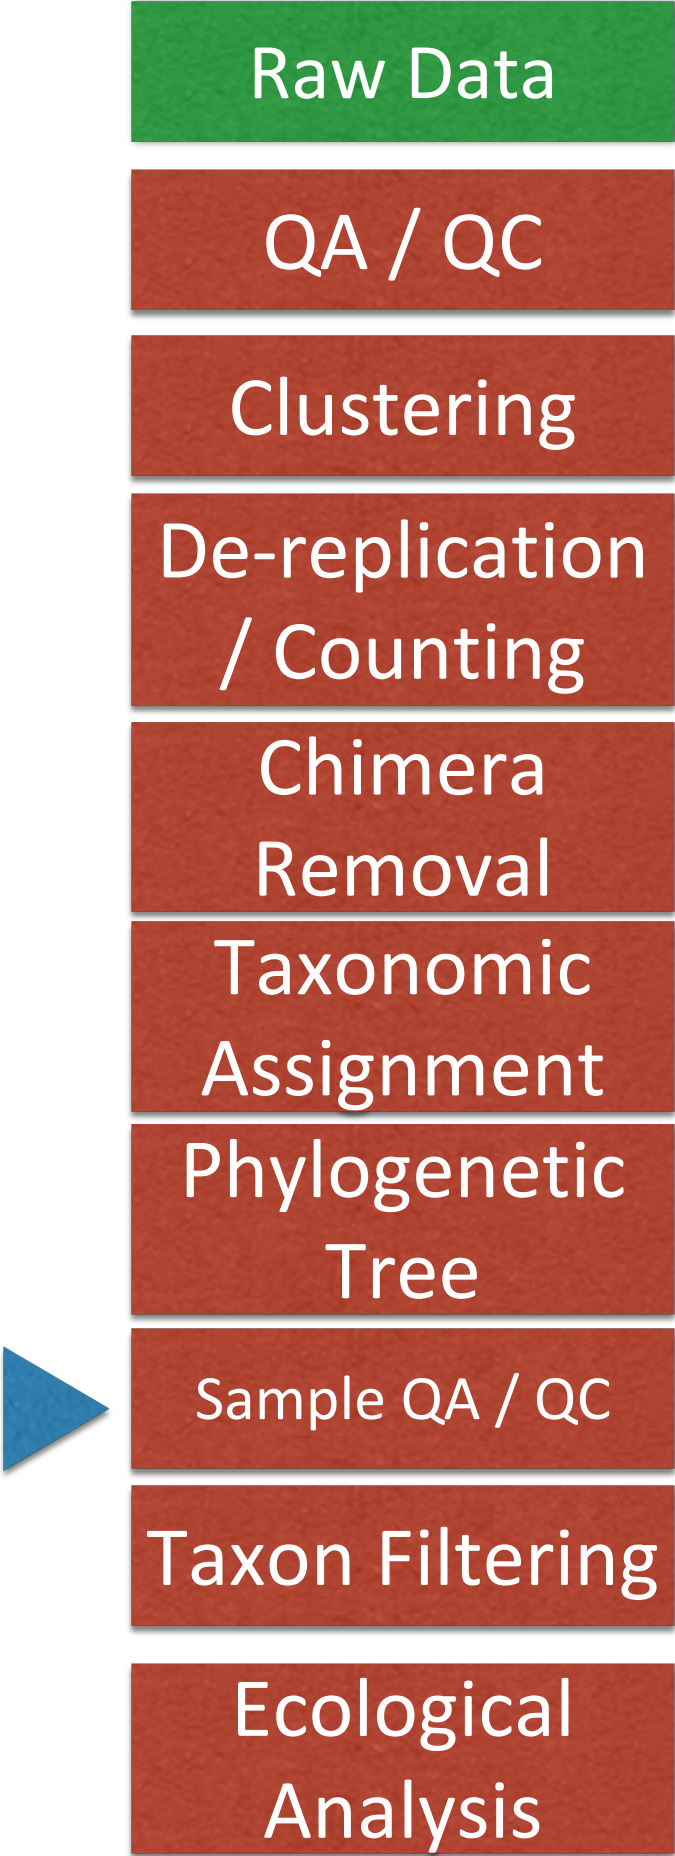 Raw Data
QA / QC
Clustering
De-replication
/ Counting
Chimera
Removal
Taxonomic
Assignment
Phylogenetic
Tree
Sample QA / QC
Taxon Filtering
Ecological
Analysis